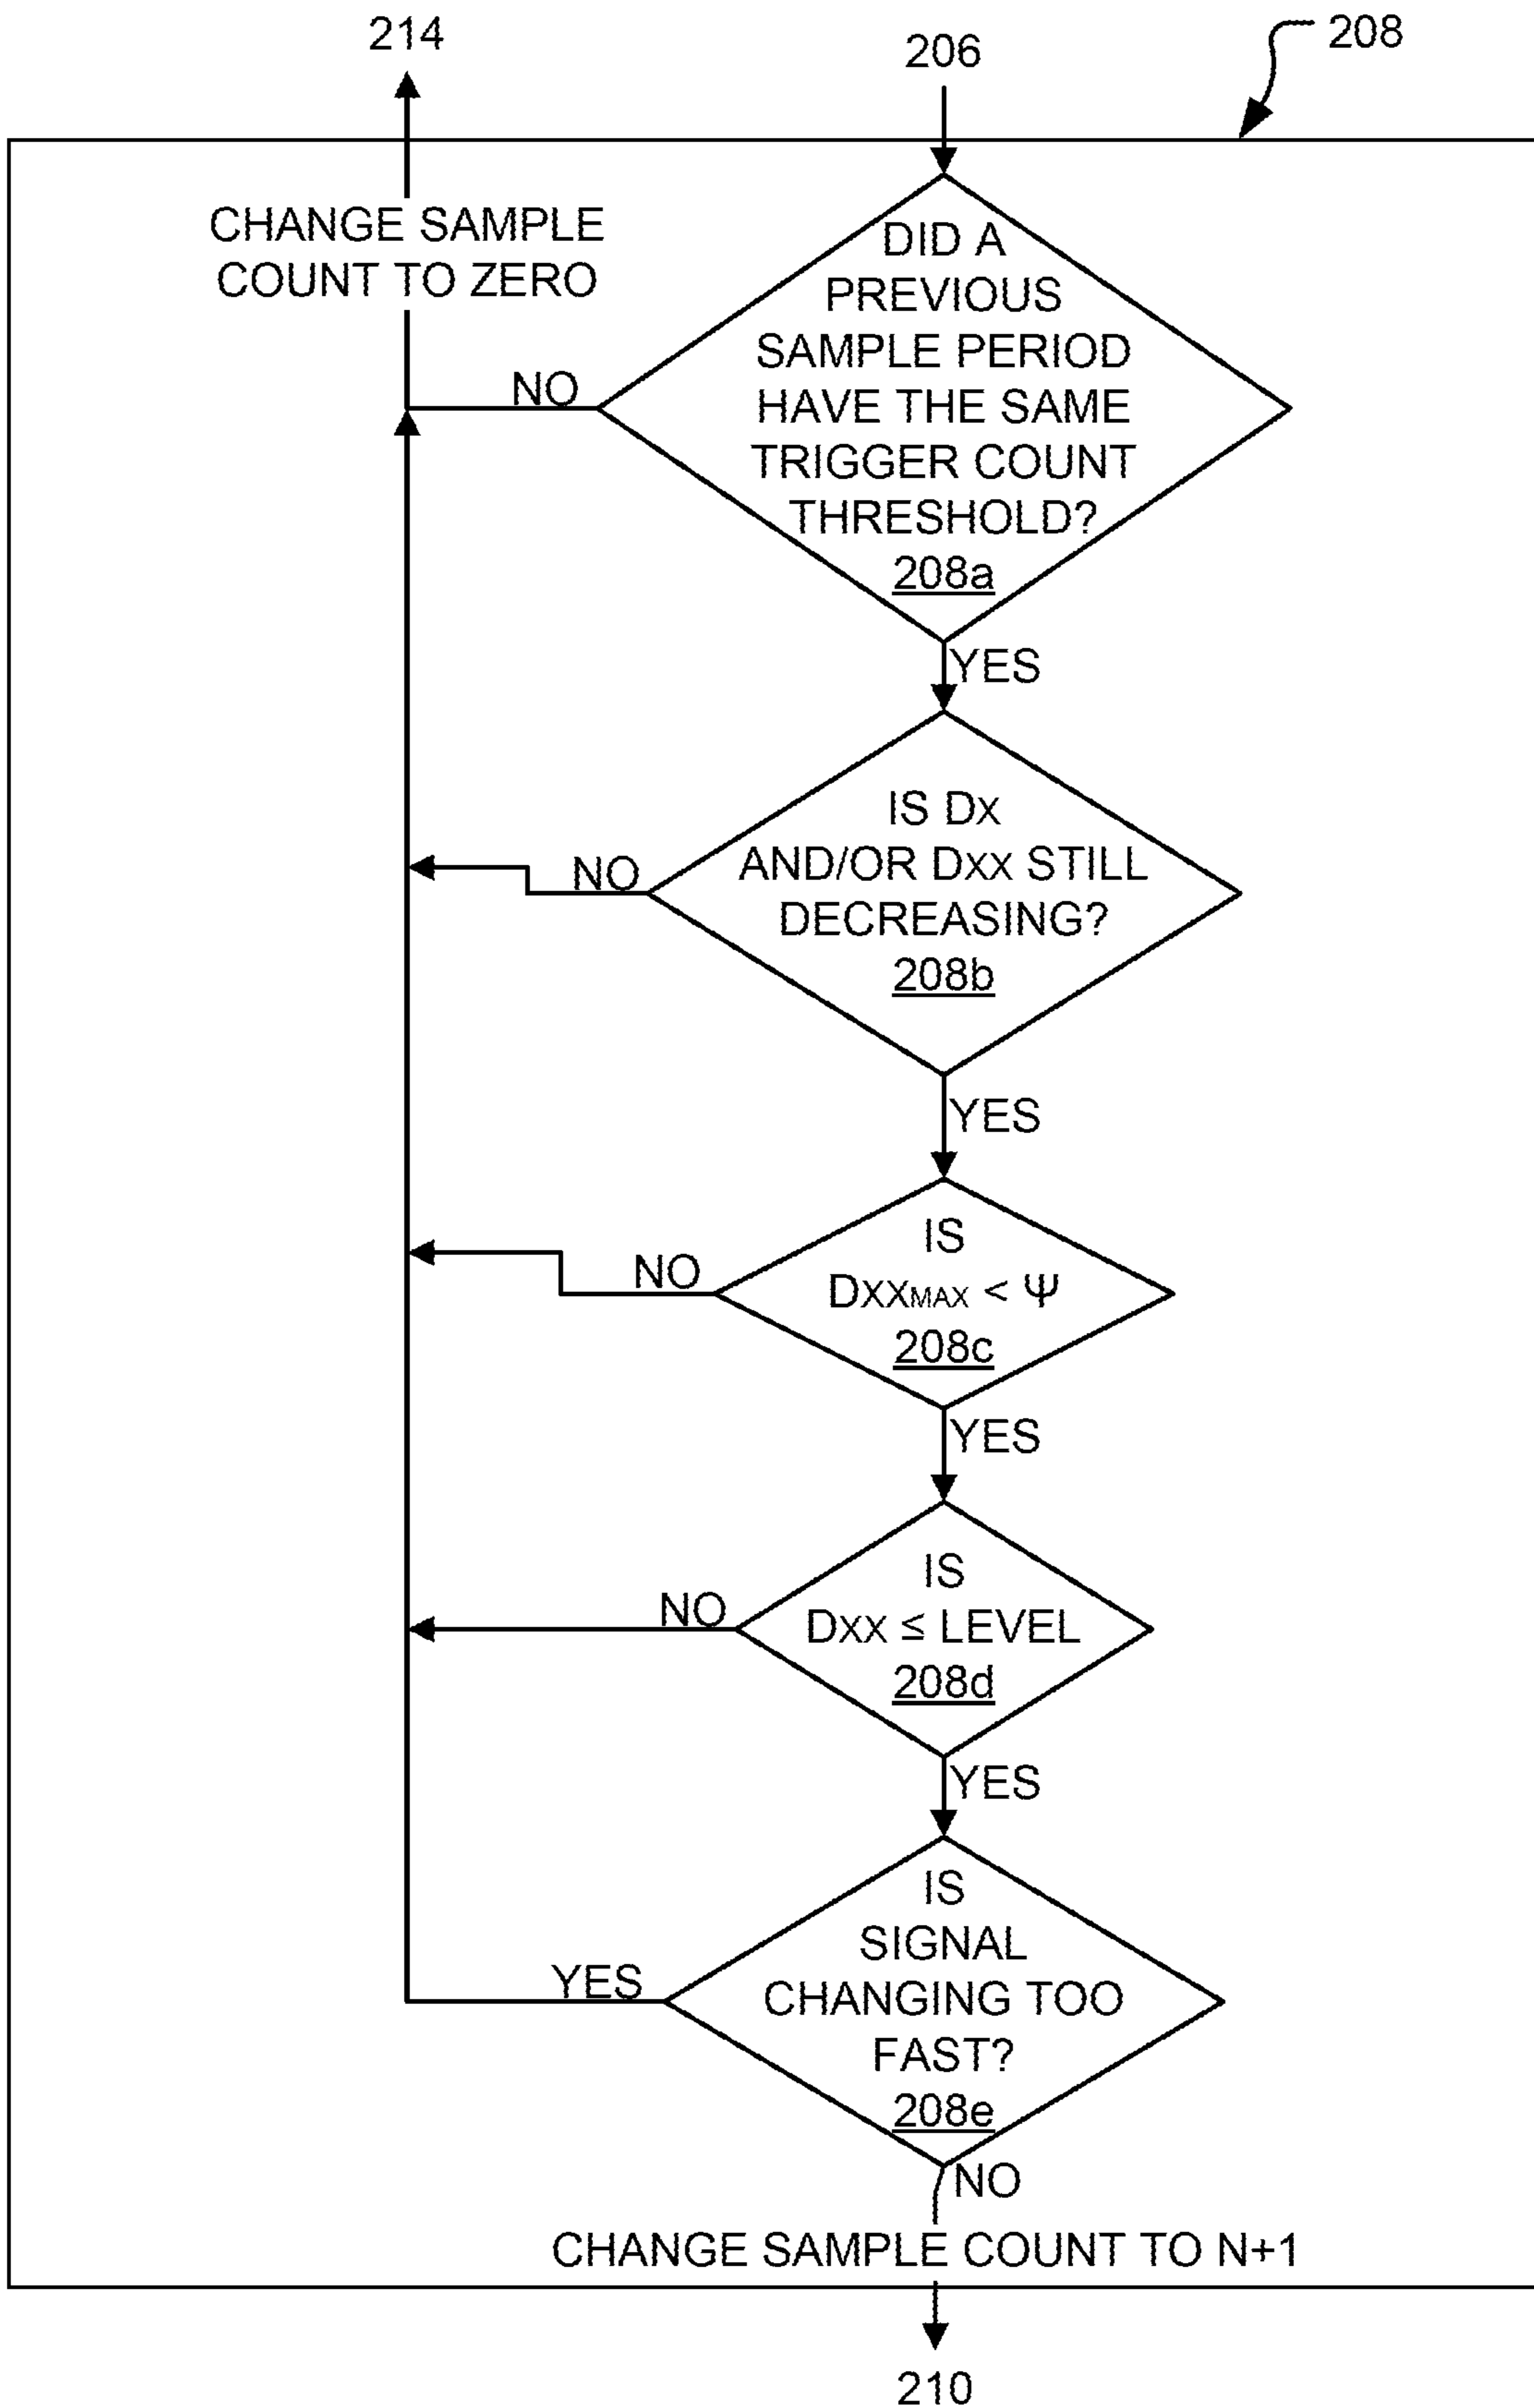 214
206
208
CHANGE SAMPLE
COUNT TO ZERO
DID A
PREVIOUS
SAMPLE PERIOD
HAVE THE SAME
TRIGGER COUNT
THRESHOLD?
208a
NO
YES
IS DX
AND/OR DXX STILL
DECREASING?
208b
NO
YES
IS
DXXMAX < Ψ
208c
NO
YES
IS
DXX ≤ LEVEL
208d
NO
YES
IS
SIGNAL
CHANGING TOO
FAST?
208e
YES
NO
CHANGE SAMPLE COUNT TO N+1
210